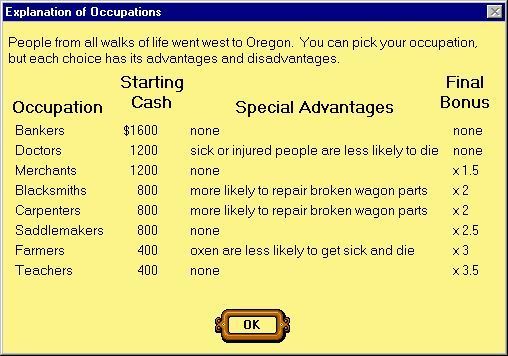 Explanation of Occupations
People from all walks of life went west to Oregon. You can pick your occupation,
but each choice has its advantages and disadvantages.
Occupation Starting Cash Special Advantages Final Bonus
Bankers $1600 none none
Doctors 1200 sick or injured people are less likely to die none
Merchants 1200 none x 1.5
Blacksmiths 800 more likely to repair broken wagon parts x 2
Carpenters 800 more likely to repair broken wagon parts x 2
Saddlemakers 800 none x 2.5
Farmers 400 oxen are less likely to get sick and die x 3
Teachers 400 none x 3.5
OK